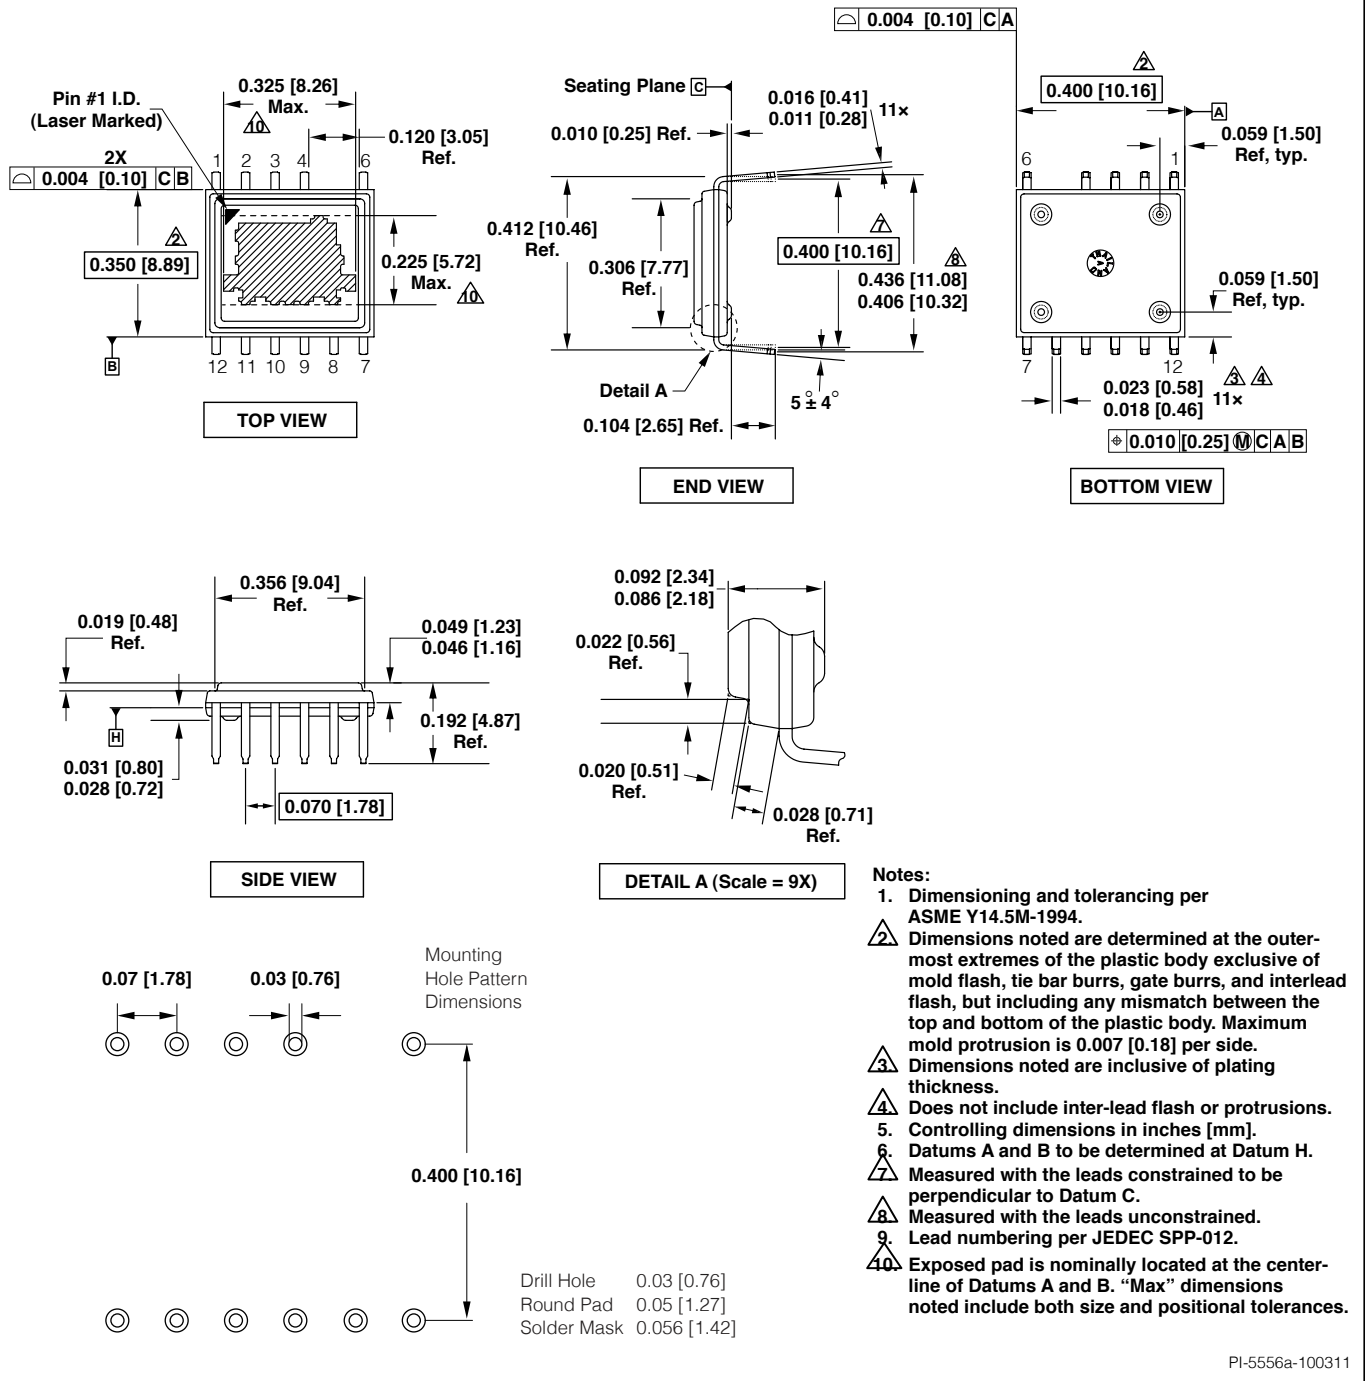 0.004 [0.10] C A
Pin #1 I.D.
(Laser Marked)
0.325 [8.26]
Max.
10
0.120 [3.05]
Ref.
2X
0.004 [0.10] C B
1 2 3 4 6
2
0.350 [8.89]
0.225 [5.72]
Max.
10
B
12 11 10 9 8 7
TOP VIEW
Seating Plane C
0.010 [0.25] Ref.
0.016 [0.41]
0.011 [0.28]
11×
0.412 [10.46]
Ref.
0.306 [7.77]
Ref.
7
0.400 [10.16]
8
0.436 [11.08]
0.406 [10.32]
Detail A
5 ± 4°
0.104 [2.65] Ref.
END VIEW
2
0.400 [10.16]
A
0.059 [1.50]
Ref, typ.
6 1
0.059 [1.50]
Ref, typ.
7 12
0.023 [0.58]
0.018 [0.46]
11×
3 4
⌖ 0.010 [0.25] Ⓜ C A B
BOTTOM VIEW
0.356 [9.04]
Ref.
0.019 [0.48]
Ref.
0.049 [1.23]
0.046 [1.16]
0.192 [4.87]
Ref.
H
0.031 [0.80]
0.028 [0.72]
0.070 [1.78]
SIDE VIEW
0.092 [2.34]
0.086 [2.18]
0.022 [0.56]
Ref.
0.020 [0.51]
Ref.
0.028 [0.71]
Ref.
DETAIL A (Scale = 9X)
Mounting
Hole Pattern
Dimensions
0.07 [1.78]
0.03 [0.76]
0.400 [10.16]
Drill Hole 0.03 [0.76]
Round Pad 0.05 [1.27]
Solder Mask 0.056 [1.42]
Notes:
1. Dimensioning and tolerancing per
ASME Y14.5M-1994.
2. Dimensions noted are determined at the outer-
most extremes of the plastic body exclusive of
mold flash, tie bar burrs, gate burrs, and interlead
flash, but including any mismatch between the
top and bottom of the plastic body. Maximum
mold protrusion is 0.007 [0.18] per side.
3. Dimensions noted are inclusive of plating
thickness.
4. Does not include inter-lead flash or protrusions.
5. Controlling dimensions in inches [mm].
6. Datums A and B to be determined at Datum H.
7. Measured with the leads constrained to be
perpendicular to Datum C.
8. Measured with the leads unconstrained.
9. Lead numbering per JEDEC SPP-012.
10. Exposed pad is nominally located at the center-
line of Datums A and B. “Max” dimensions
noted include both size and positional tolerances.
PI-5556a-100311